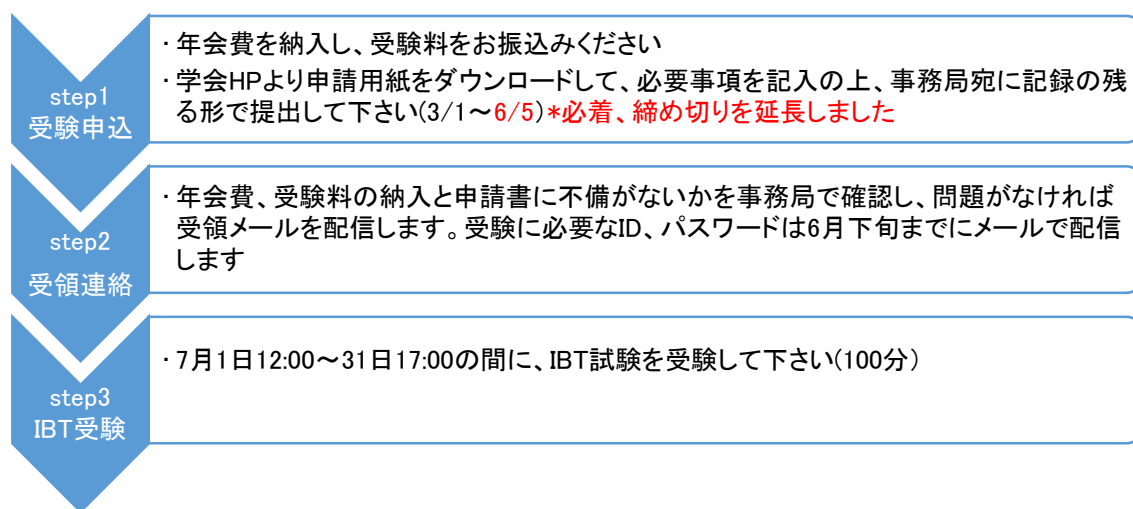 step1
受験申込
・年会費を納入し、受験料をお振込みください
・学会HPより申請用紙をダウンロードして、必要事項を記入の上、事務局宛に記録の残
る形で提出して下さい(3/1～6/5)*必着、締め切りを延長しました
step2
受領連絡
・年会費、受験料の納入と申請書に不備がないかを事務局で確認し、問題がなければ
受領メールを配信します。受験に必要なID、パスワードは6月下旬までにメールで配信
します
step3
IBT受験
・7月1日12:00～31日17:00の間に、IBT試験を受験して下さい(100分)